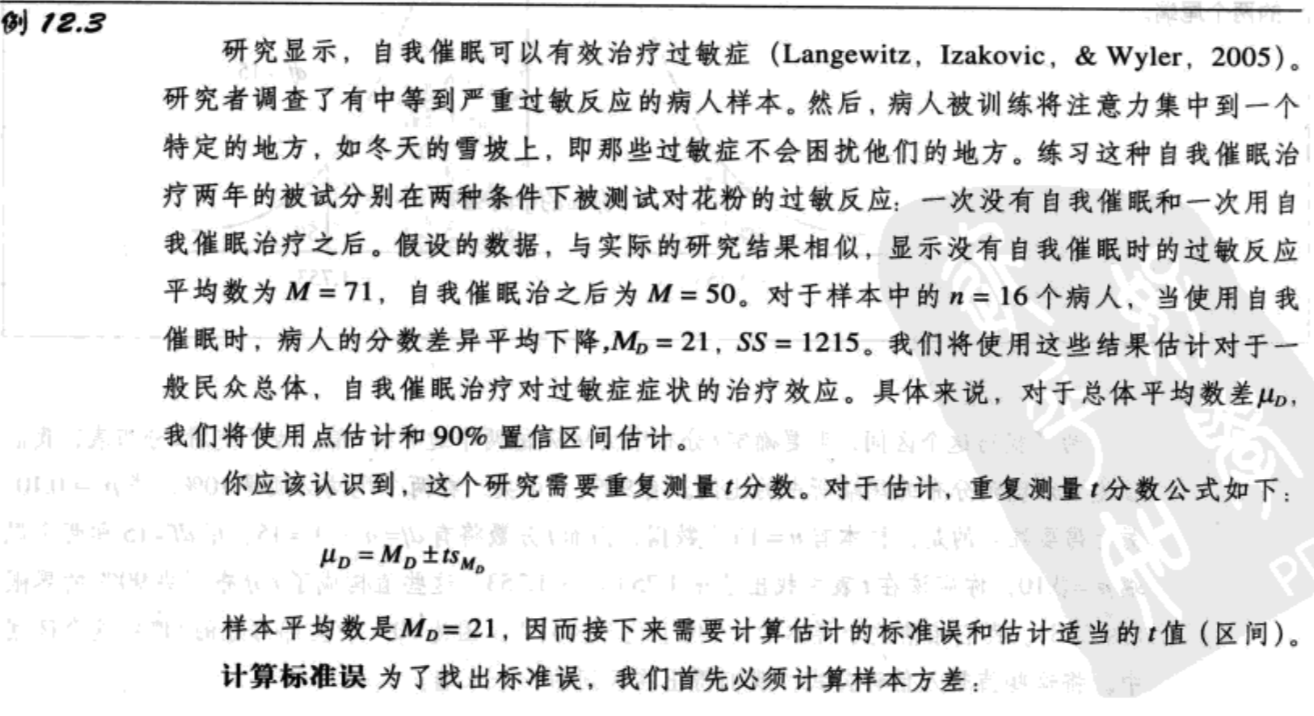 例 12.3
研究显示，自我催眠可以有效治疗过敏症（Langewitz, Izakovic, & Wyler, 2005）。
研究者调查了有中等到严重过敏反应的病人样本。然后，病人被训练将注意力集中到一个
特定的地方，如冬天的雪坡上，即那些过敏症不会困扰他们的地方。练习这种自我催眠治
疗两年的被试分别在两种条件下被测试对花粉的过敏反应：一次没有自我催眠和一次用自
我催眠治疗之后。假设的数据，与实际的研究结果相似，显示没有自我催眠时的过敏反应
平均数为 M = 71，自我催眠治之后为 M = 50。对于样本中的 n = 16 个病人，当使用自我
催眠时，病人的分数差异平均下降,M_D = 21，SS = 1215。我们将使用这些结果估计对于一
般民众总体，自我催眠治疗对过敏症症状的治疗效应。具体来说，对于总体平均数差μ_D，
我们将使用点估计和 90% 置信区间估计。
你应该认识到，这个研究需要重复测量 t 分数。对于估计，重复测量 t 分数公式如下：
μ_D = M_D ± ts_{M_D}
样本平均数是M_D = 21，因而接下来需要计算估计的标准误和估计适当的 t 值（区间）。
计算标准误 为了找出标准误，我们首先必须计算样本方差：